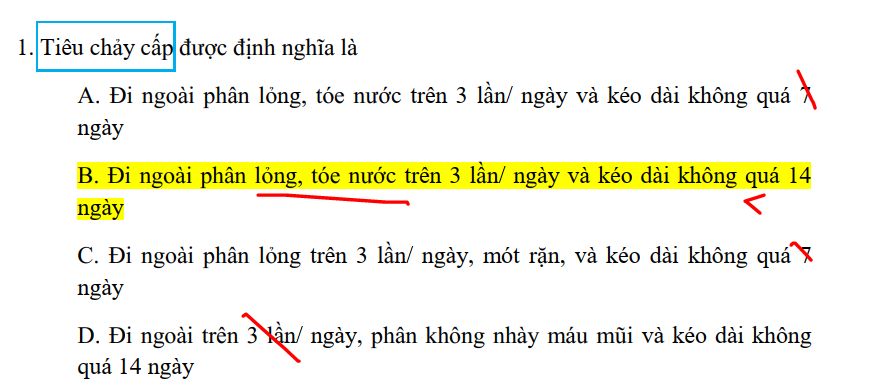 1. Tiêu chảy cấp được định nghĩa là
A. Đi ngoài phân lỏng, tóe nước trên 3 lần/ ngày và kéo dài không quá 7
ngày
B. Đi ngoài phân lỏng, tóe nước trên 3 lần/ ngày và kéo dài không quá 14
ngày
<
C. Đi ngoài phân lỏng trên 3 lần/ ngày, mót rặn, và kéo dài không quá 7
ngày
D. Đi ngoài trên 3 lần/ ngày, phân không nhày máu mũi và kéo dài không
quá 14 ngày